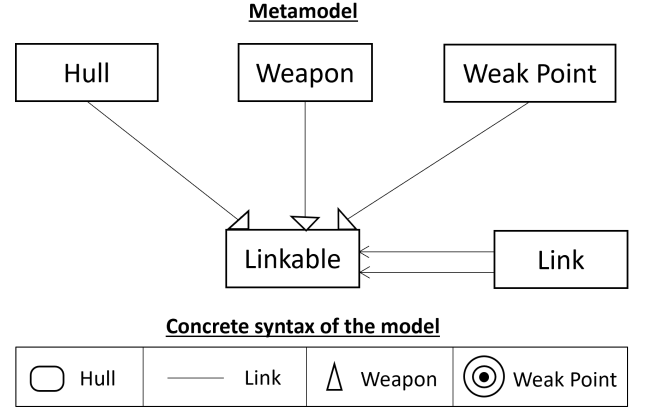 Metamodel
Hull Weapon Weak Point
Linkable Link
Concrete syntax of the model
Hull Link Weapon Weak Point